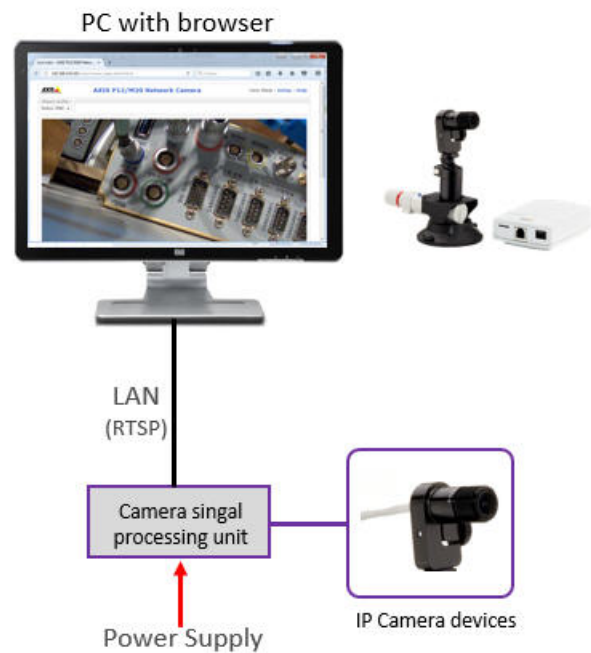 PC with browser
AXIS P12/M20 Network Camera
LAN
(RTSP)
Camera singal
processing unit
IP Camera devices
Power Supply